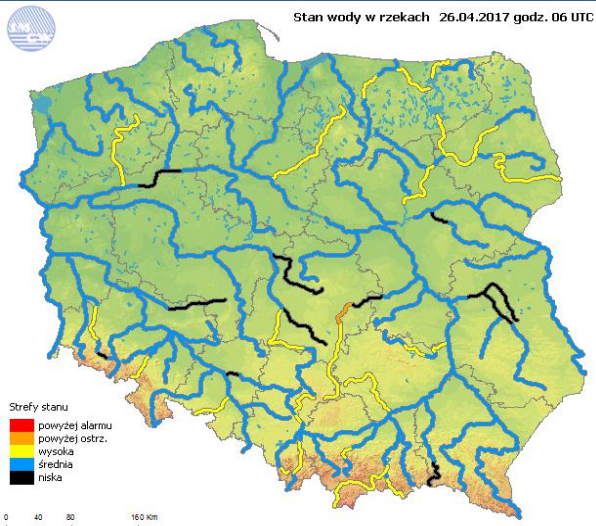 Stan wody w rzekach 26.04.2017 godz. 06 UTC
IMGW
Strefy stanu
powyżej alarmu
powyżej ostrz.
wysoka
średnia
niska
0 40 80 160 Km